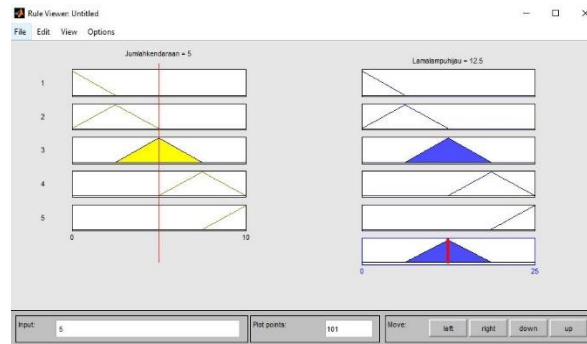 Rule Viewer: Untitled
File Edit View Options
Jumlahkendaraan = 5
Lamalampuhijau = 12.5
1
2
3
4
5
0 10
0 25
Input: 5
Plot points: 101
Move: left right down up